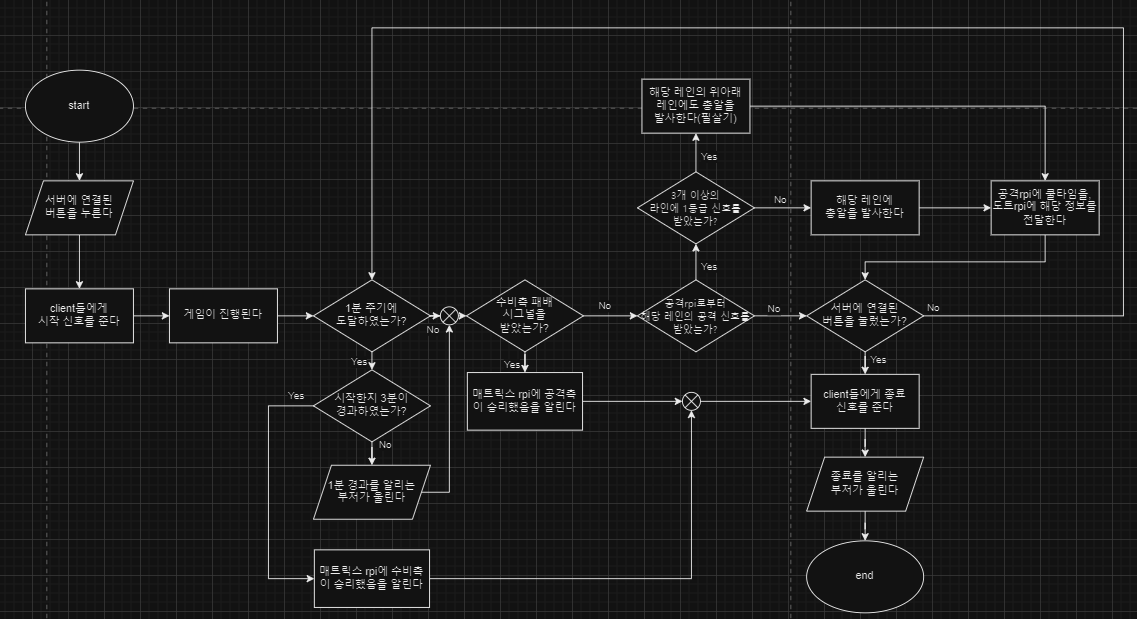 start
서버에 연결된
버튼을 누른다
client들에게
시작 신호를 준다
게임이 진행된다
1분 주기에
도달하였는가?
No
Yes
시작한지 3분이
경과하였는가?
Yes
No
1분 경과를 알리는
부저가 울린다
매트릭스 rpi에 수비측
이 승리했음을 알린다
수비측 패배
시그널을
받았는가?
No
Yes
매트릭스 rpi에 공격측
이 승리했음을 알린다
공격rpi로부터
해당 레인의 공격 신호를
받았는가?
Yes
No
3개 이상의
라인에 1등급 신호를
받았는가?
Yes
No
해당 레인의 위아래
레인에도 총알을
발사한다(필살기)
해당 레인에
총알을 발사한다
공격rpi에 쿨타임을,
도트rpi에 해당 정보를
전달한다
서버에 연결된
버튼을 눌렀는가?
No
Yes
client들에게 종료
신호를 준다
종료를 알리는
부저가 울린다
end